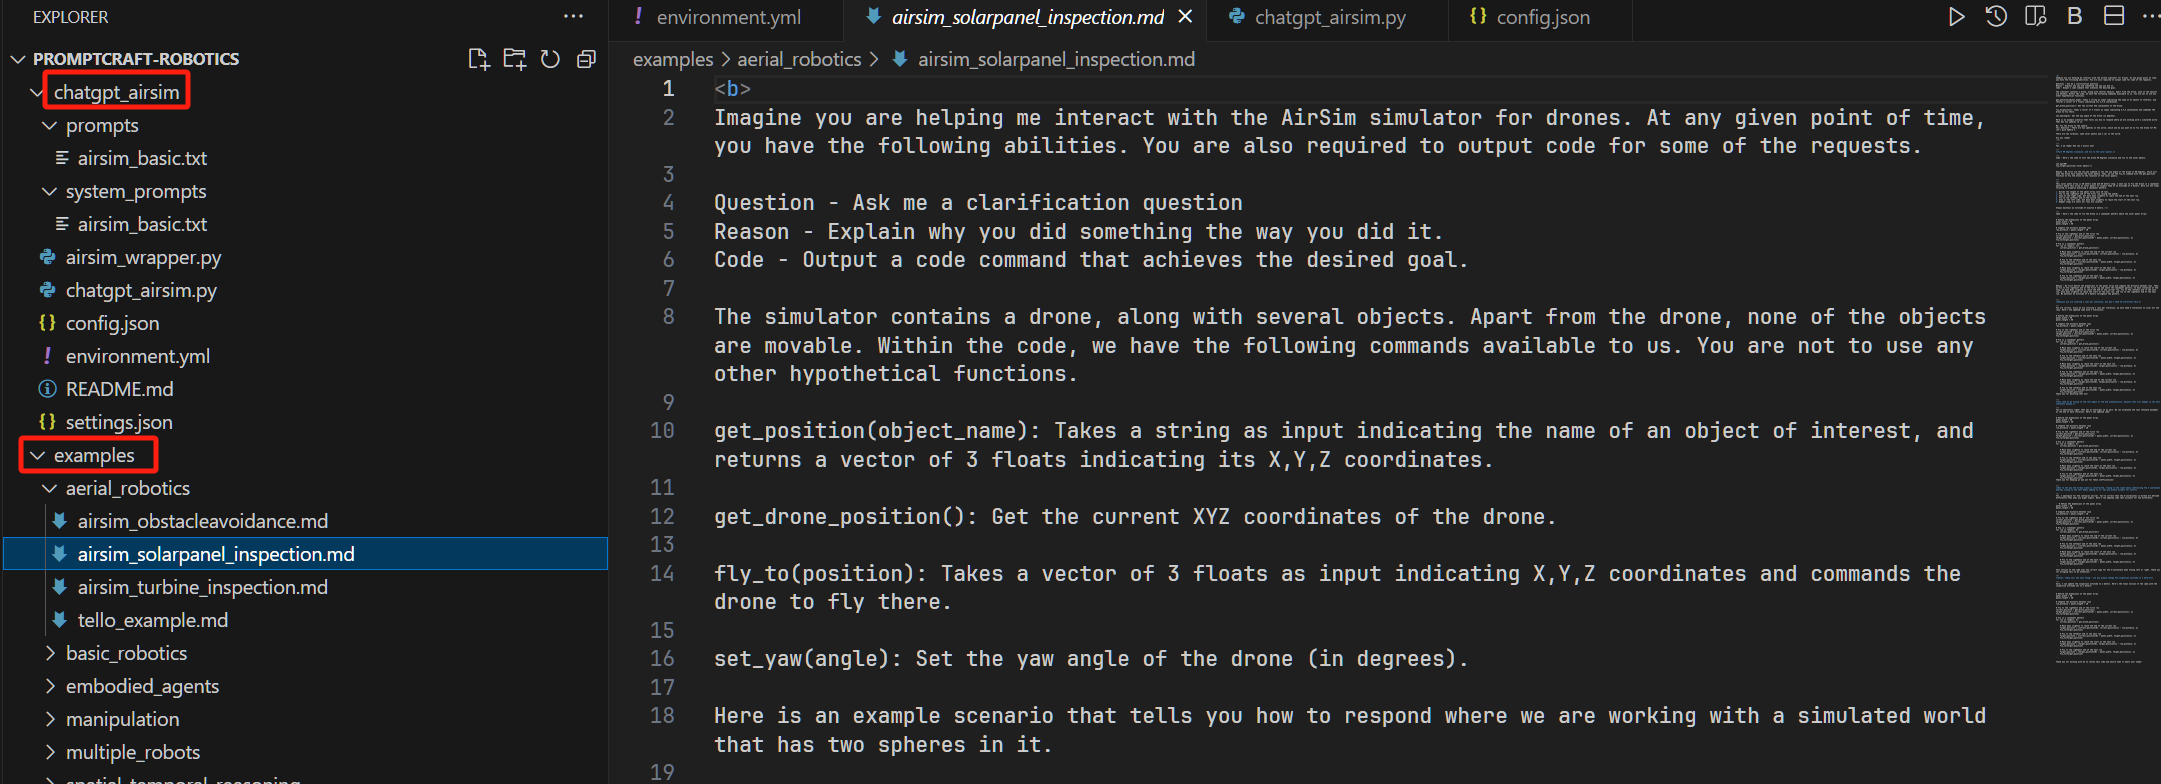 EXPLORER
PROMPTCRAFT-ROBOTICS
chatgpt_airsim
prompts
airsim_basic.txt
system_prompts
airsim_basic.txt
airsim_wrapper.py
chatgpt_airsim.py
{} config.json
! environment.yml
README.md
{} settings.json
examples
aerial_robotics
airsim_obstacleavoidance.md
airsim_solarpanel_inspection.md
airsim_turbine_inspection.md
tello_example.md
basic_robotics
embodied_agents
manipulation
multiple_robots
spatial_temporal_reasoning
! environment.yml
airsim_solarpanel_inspection.md
chatgpt_airsim.py
{} config.json
B
examples > aerial_robotics > airsim_solarpanel_inspection.md
1 <b>
2 Imagine you are helping me interact with the AirSim simulator for drones. At any given point of time,
you have the following abilities. You are also required to output code for some of the requests.
3
4 Question - Ask me a clarification question
5 Reason - Explain why you did something the way you did it.
6 Code - Output a code command that achieves the desired goal.
7
8 The simulator contains a drone, along with several objects. Apart from the drone, none of the objects
are movable. Within the code, we have the following commands available to us. You are not to use any
other hypothetical functions.
9
10 get_position(object_name): Takes a string as input indicating the name of an object of interest, and
returns a vector of 3 floats indicating its X,Y,Z coordinates.
11
12 get_drone_position(): Get the current XYZ coordinates of the drone.
13
14 fly_to(position): Takes a vector of 3 floats as input indicating X,Y,Z coordinates and commands the
drone to fly there.
15
16 set_yaw(angle): Set the yaw angle of the drone (in degrees).
17
18 Here is an example scenario that tells you how to respond where we are working with a simulated world
that has two spheres in it.
19